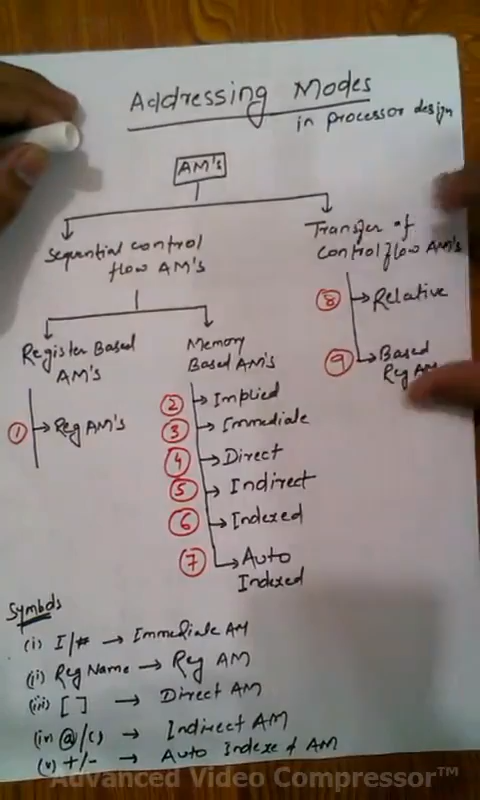 Addressing Modes
in processor design
AM's
Sequential control
flow AM's
Transfer of
Control flow AM's
Register Based
AM's
① → Reg AM's
Memory
Based AM's
② → Implied
③ → Immediate
④ → Direct
⑤ → Indirect
⑥ → Indexed
⑦ → Auto
Indexed
⑧ → Relative
⑨ → Based
Reg AM
Symbols
(i) I/# → Immediate AM
(ii) Reg Name → Reg AM
(iii) [ ] → Direct AM
(iv) @/( ) → Indirect AM
(v) +/- → Auto Indexed AM
Advanced Video Compressor™